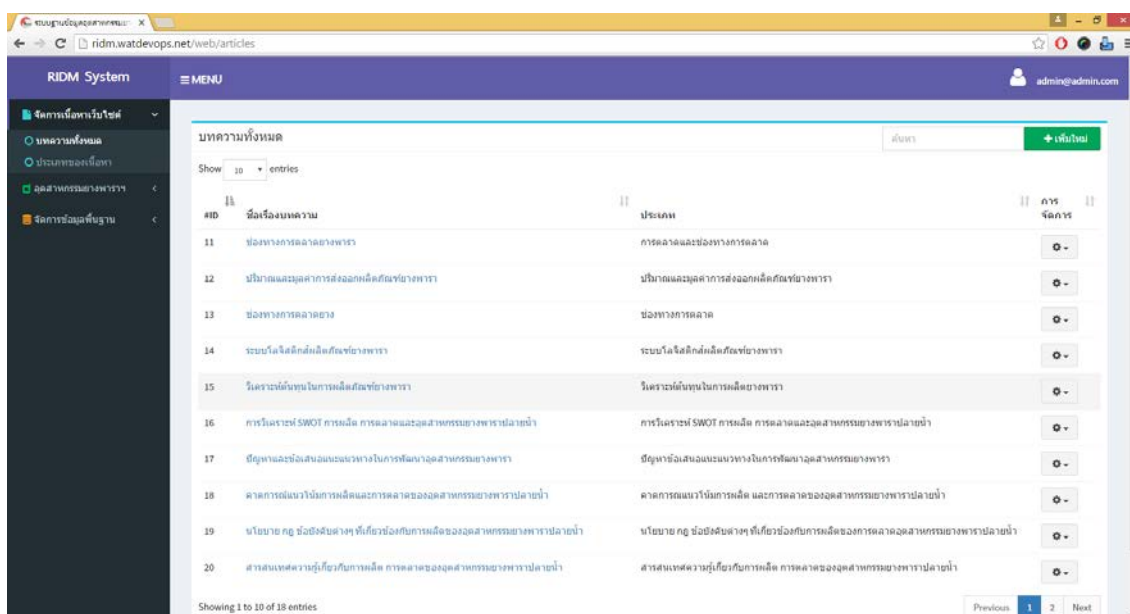 ระบบฐานข้อมูลอุตสาหกรรม
ridm.watdevops.net/web/articles
RIDM System
MENU
admin@admin.com
จัดการเนื้อหาเว็บไซต์
บทความทั้งหมด
ประเภทของเนื้อหา
อุตสาหกรรมยางพาราฯ
จัดการข้อมูลพื้นฐาน
บทความทั้งหมด
ค้นหา
เพิ่มใหม่
Show 10 entries
#ID ชื่อเรื่องบทความ ประเภท การจัดการ
11 ช่องทางการตลาดยางพารา การตลาดและช่องทางการตลาด
12 ปริมาณและมูลค่าการส่งออกผลิตภัณฑ์ยางพารา ปริมาณและมูลค่าการส่งออกผลิตภัณฑ์ยางพารา
13 ช่องทางการตลาดยาง ช่องทางการตลาด
14 ระบบโลจิสติกส์ผลิตภัณฑ์ยางพารา ระบบโลจิสติกส์ผลิตภัณฑ์ยางพารา
15 วิเคราะห์ต้นทุนในการผลิตภัณฑ์ยางพารา วิเคราะห์ต้นทุนในการผลิตยางพารา
16 การวิเคราะห์ SWOT การผลิต การตลาดและอุตสาหกรรมยางพาราปลายน้ำ การวิเคราะห์ SWOT การผลิต การตลาดและอุตสาหกรรมยางพาราปลายน้ำ
17 ปัญหาและข้อเสนอแนะแนวทางในการพัฒนาอุตสาหกรรมยางพารา ปัญหาข้อเสนอแนะแนวทางในการพัฒนาอุตสาหกรรมยางพารา
18 คาดการณ์แนวโน้มการผลิตและการตลาดของอุตสาหกรรมยางพาราปลายน้ำ คาดการณแนวโน้มการผลิต และการตลาดของอุตสาหกรรมยางพาราปลายน้ำ
19 นโยบาย กฎ ข้อบังคับต่างๆ ที่เกี่ยวข้องกับการผลิตของอุตสาหกรรมยางพาราปลายน้ำ นโยบาย กฎ ข้อบังคับต่างๆ ที่เกี่ยวข้องกับการผลิตของการตลาดอุตสาหกรรมยางพาราปลายน้ำ
20 สารสนเทศความรู้เกี่ยวกับการผลิต การตลาดของอุตสาหกรรมยางพาราปลายน้ำ สารสนเทศความรู้เกี่ยวกับการผลิต การตลาดของอุตสาหกรรมยางพาราปลายน้ำ
Showing 1 to 10 of 18 entries
Previous 1 2 Next